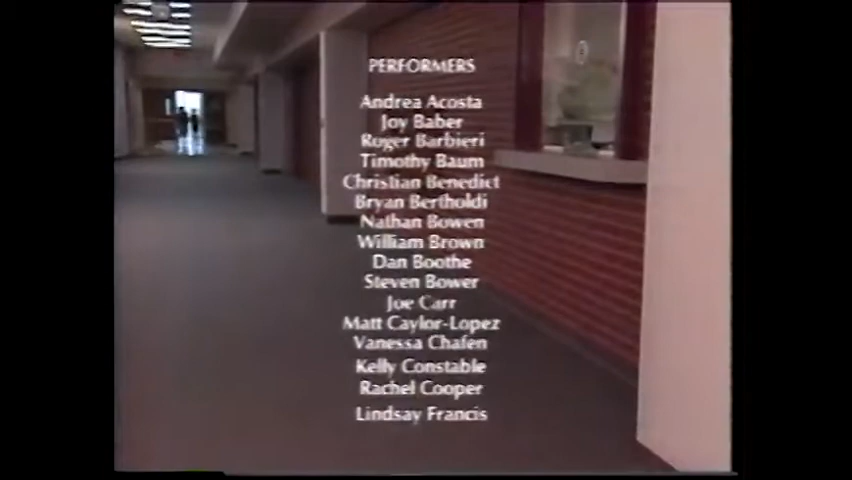 PERFORMERS
Andrea Acosta
Joy Baber
Roger Barbieri
Timothy Baum
Christian Benedict
Bryan Bertholdi
Nathan Bowen
William Brown
Dan Boothe
Steven Bower
Joe Carr
Matt Caylor-Lopez
Vanessa Chafen
Kelly Constable
Rachel Cooper
Lindsay Francis